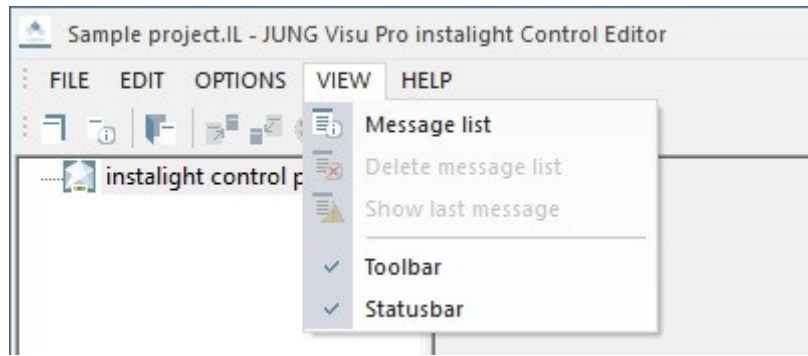 Sample project.IL - JUNG Visu Pro instalight Control Editor
FILE EDIT OPTIONS VIEW HELP
Message list
instalight control p
Delete message list
Show last message
Toolbar
Statusbar